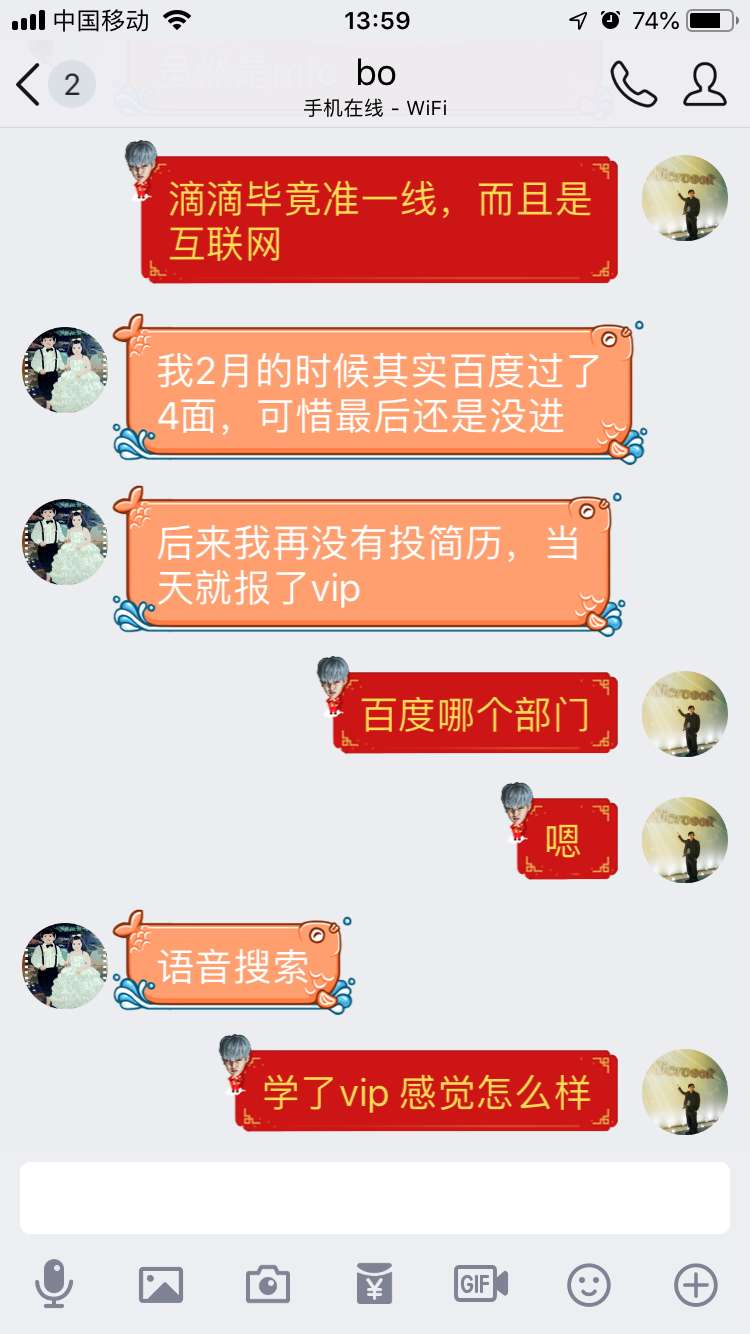 中国移动
13:59
74%
2
bo
手机在线 - WiFi
滴滴毕竟准一线，而且是
互联网
我2月的时候其实百度过了
4面，可惜最后还是没进
后来我再没有投简历，当
天就报了vip
百度哪个部门
嗯
语音搜索
学了vip 感觉怎么样
GIF